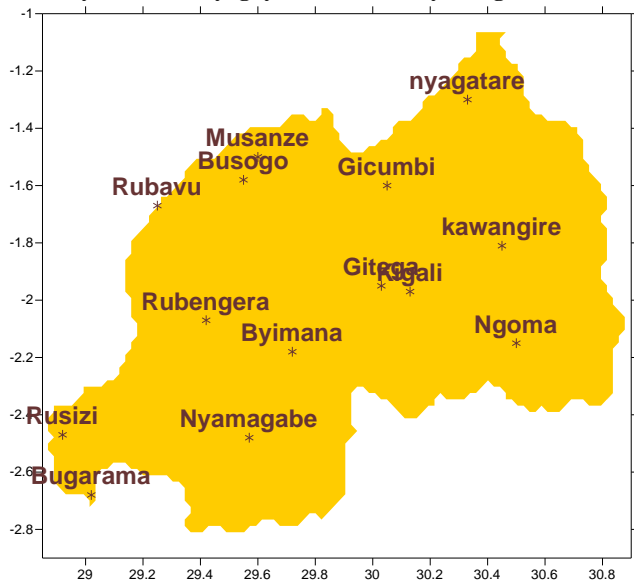 -1
nyagatare
-1.2
-1.4
Musanze
Busogo
Gicumbi
-1.6
Rubavu
kawangire
-1.8
Gitega
Kigali
-2
Rubengera
Ngoma
Byimana
-2.2
-2.4
Rusizi
Nyamagabe
Bugarama
-2.6
-2.8
29 29.2 29.4 29.6 29.8 30 30.2 30.4 30.6 30.8